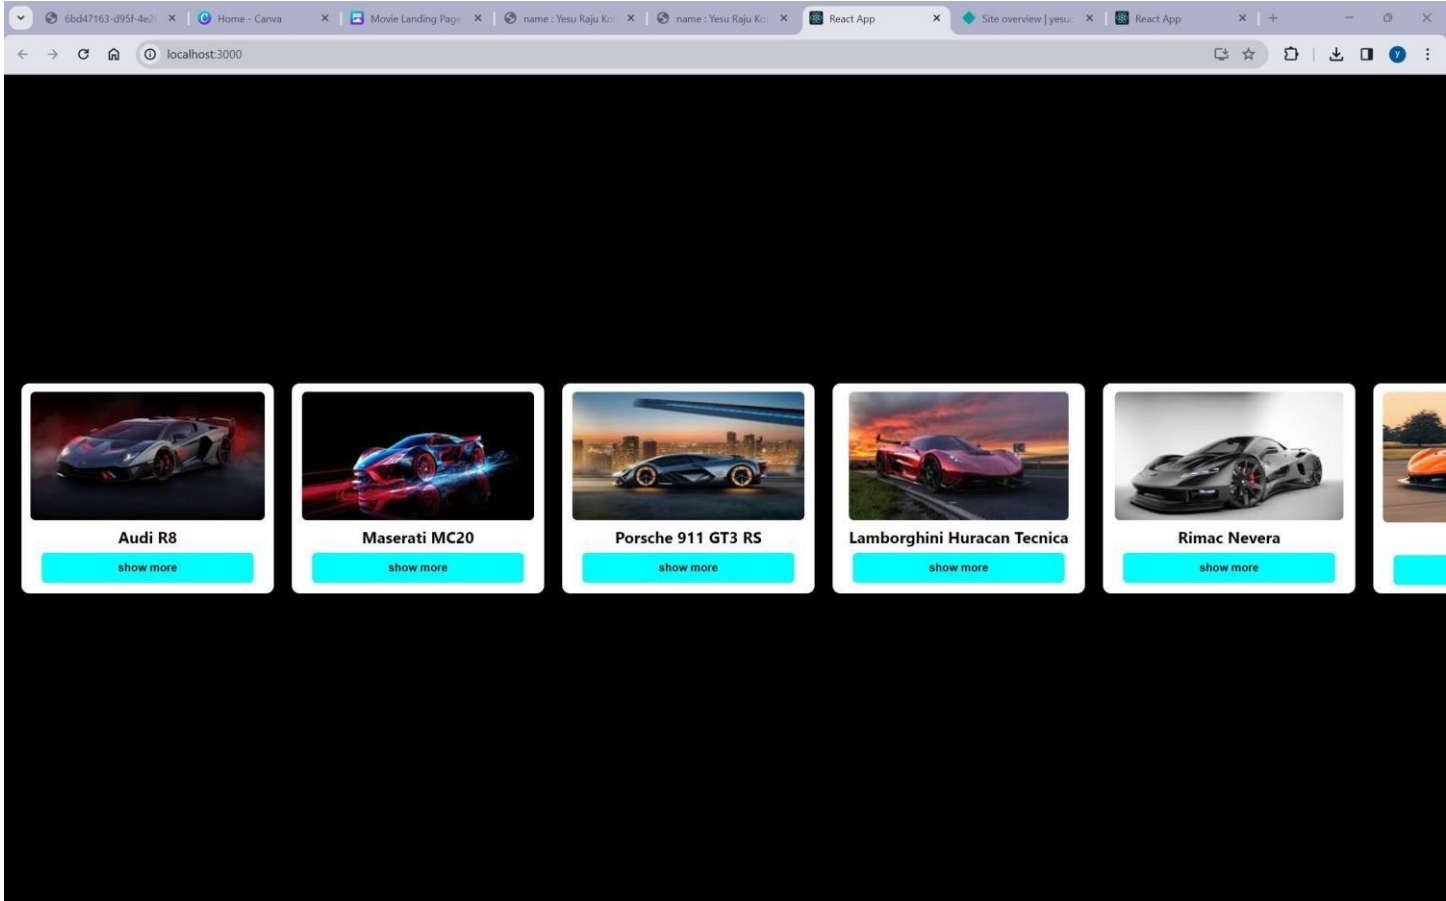 6bd47163-d95f-4e2
Home - Canva
Movie Landing Page
name : Yesu Raju Ko
name : Yesu Raju Ko
React App
Site overview | yesu
React App
localhost:3000
y
Audi R8
Maserati MC20
Porsche 911 GT3 RS
Lamborghini Huracan Tecnica
Rimac Nevera
show more
show more
show more
show more
show more